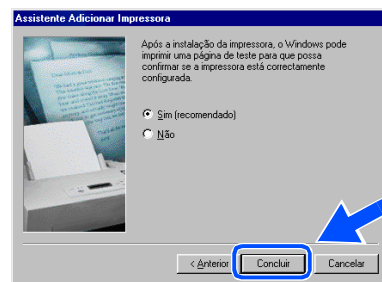 Assistente Adicionar Impressora
Após a instalação da impressora, o Windows pode
imprimir uma página de teste para que possa
confirmar se a impressora está correctamente
configurada.
Sim (recomendado)
Não
< Anterior
Concluir
Cancelar